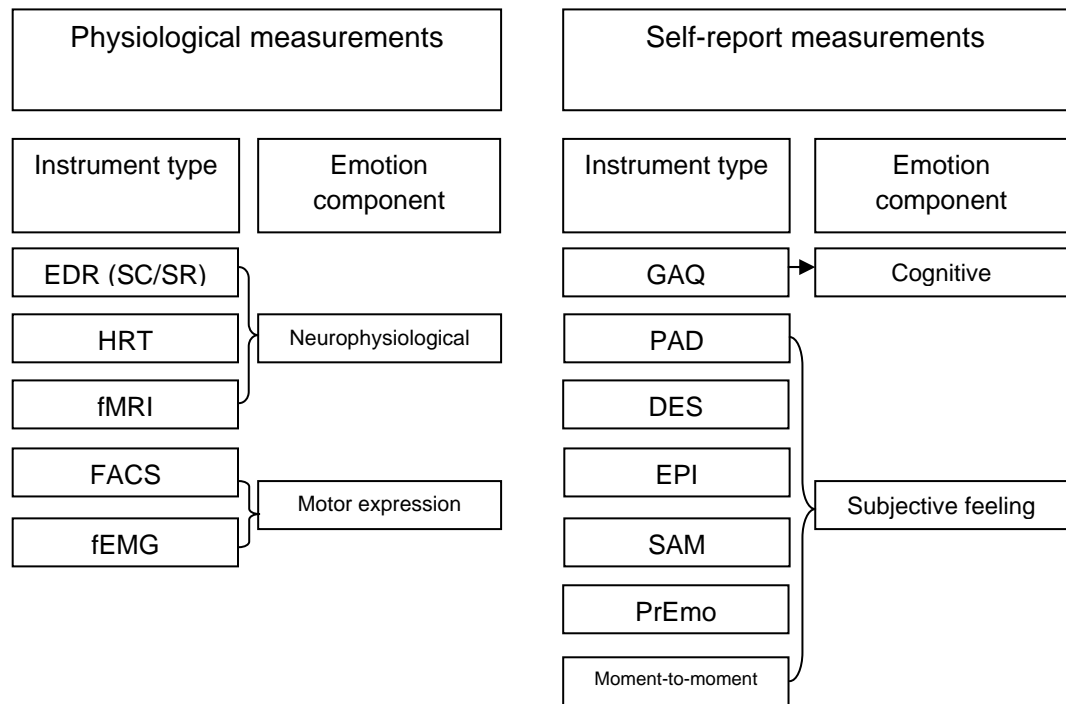 Physiological measurements
Self-report measurements
Instrument type
Emotion
component
Instrument type
Emotion
component
EDR (SC/SR)
HRT
fMRI
Neurophysiological
FACS
fEMG
Motor expression
GAQ
Cognitive
PAD
DES
EPI
SAM
PrEmo
Moment-to-moment
Subjective feeling